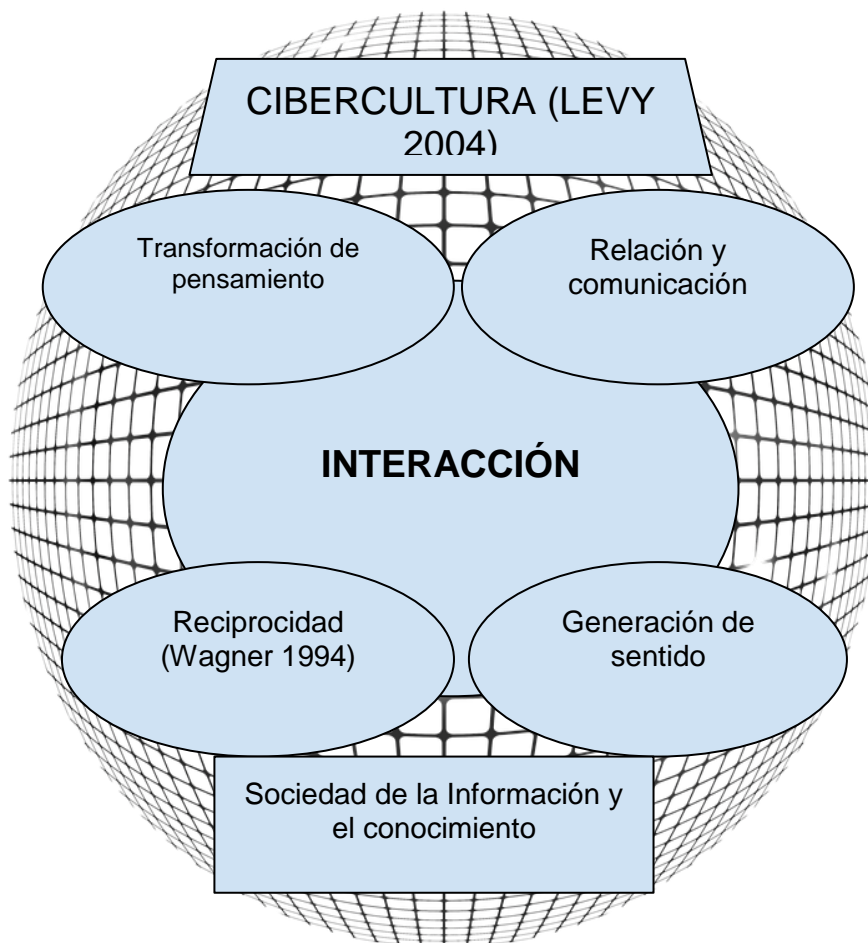 CIBERCULTURA (LEVY
2004)
Transformación de
pensamiento
Relación y
comunicación
INTERACCIÓN
Reciprocidad
(Wagner 1994)
Generación de
sentido
Sociedad de la Información y
el conocimiento